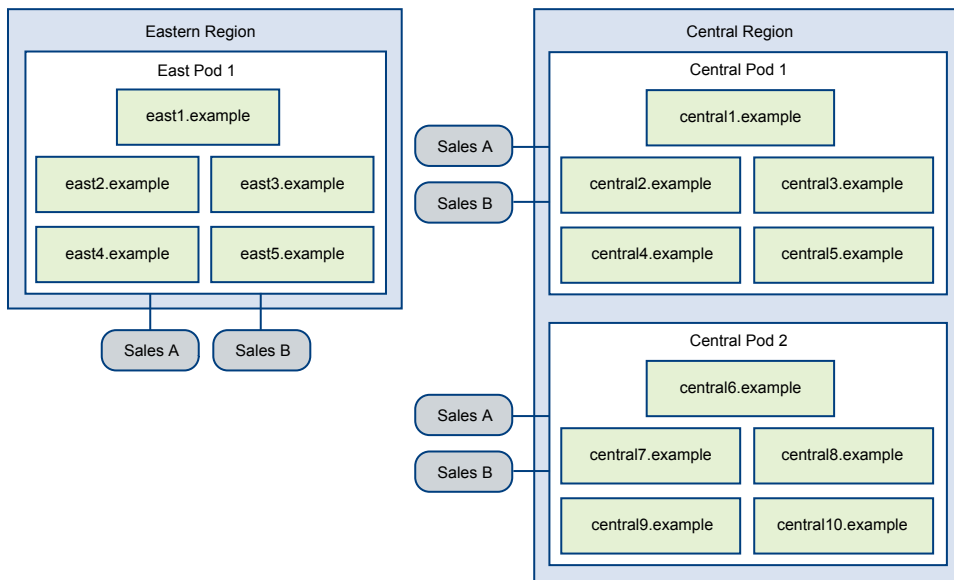 Eastern Region
East Pod 1
east1.example
east2.example
east3.example
east4.example
east5.example
Sales A
Sales B
Central Region
Central Pod 1
central1.example
Sales A
central2.example
central3.example
Sales B
central4.example
central5.example
Central Pod 2
central6.example
Sales A
central7.example
central8.example
Sales B
central9.example
central10.example